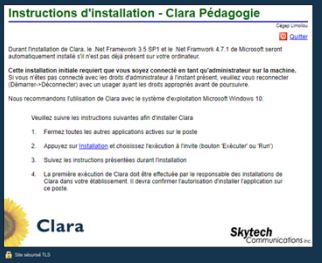 Instructions d'installation - Clara Pédagogie
Cégep Limoilou
Quitter
Durant l'installation de Clara, le .Net Framework 3.5 SP1 et le .Net Framwork 4.7.1 de Microsoft seront
automatiquement installé s'il n'est pas déjà présent sur votre ordinateur.
Cette installation initiale requiert que vous soyez connecté en tant qu'administrateur sur la machine.
Si vous n'êtes pas connecté avec les droits d'administrateur à l'instant présent, veuillez vous reconnecter
(Démarrer->Déconnecter) avec un usager ayant les droits appropriés avant de poursuivre.
Nous recommandons l'utilisation de Clara avec le système d'exploitation Microsoft Windows 10.
Veuillez suivre les instructions suivantes afin d'installer Clara
1. Fermez toutes les autres applications actives sur le poste
2. Appuyez sur Installation et choisissez l'exécution à l'invite (bouton 'Exécuter' ou 'Run')
3. Suivez les instructions présentées durant l'installation
4. La première exécution de Clara doit être effectuée par le responsable des installations de
Clara dans votre établissement. Il devra confirmer l'autorisation d'installer l'application sur
ce poste.
Clara
Skytech
Communications inc.
Site sécurisé TLS